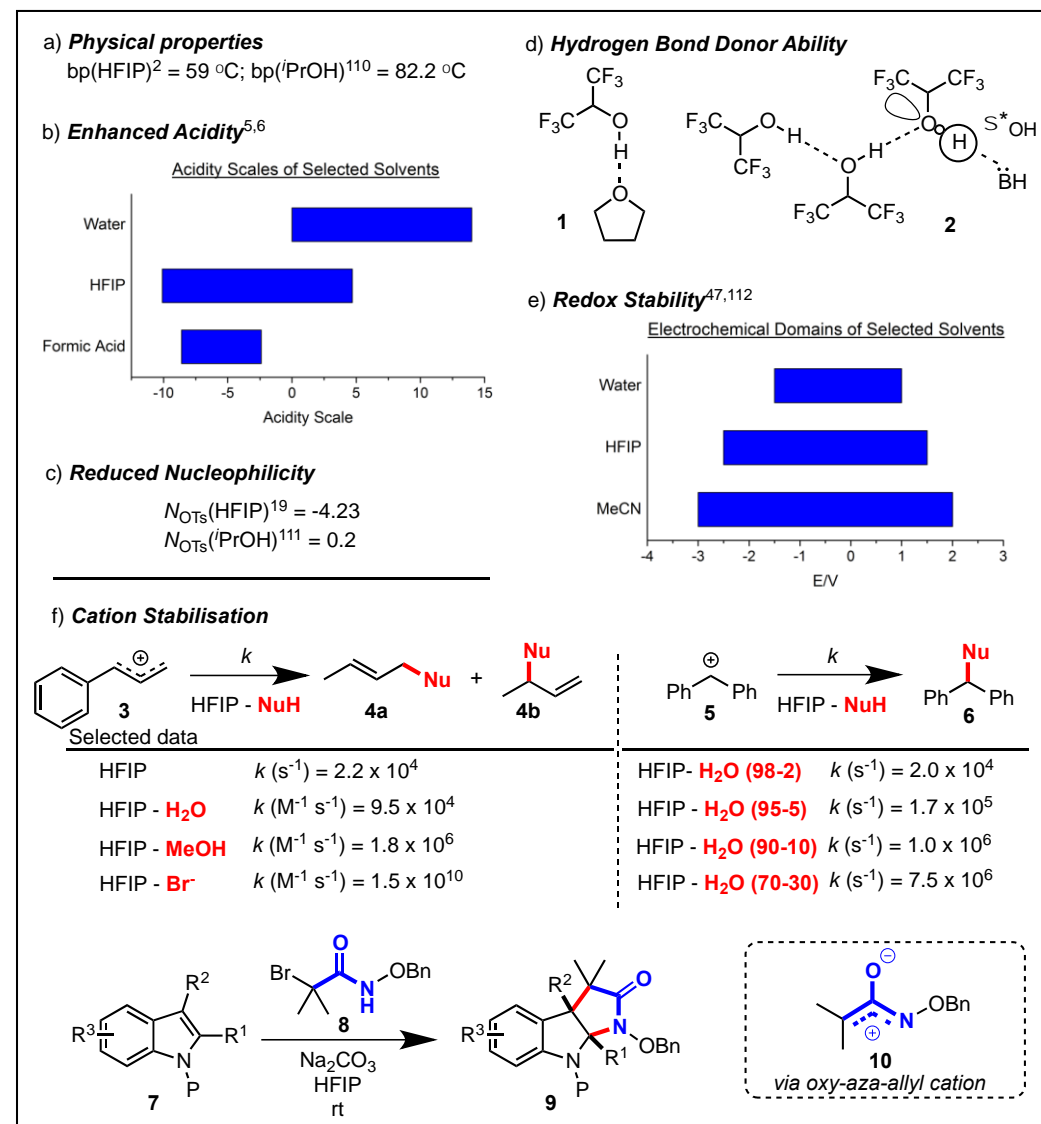 a) Physical properties
bp(HFIP)2 = 59 oC; bp(iPrOH)110 = 82.2 oC
b) Enhanced Acidity5,6
Acidity Scales of Selected Solvents
Water
HFIP
Formic Acid
-10 -5 0 5 10 15
Acidity Scale
c) Reduced Nucleophilicity
NOTs(HFIP)19 = -4.23
NOTs(iPrOH)111 = 0.2
d) Hydrogen Bond Donor Ability
CF3
F3C
O
H
O
1
F3C
O
H
CF3
O
H
F3C
CF3
CF3
F3C
O
H
S*OH
BH
2
e) Redox Stability47,112
Electrochemical Domains of Selected Solvents
Water
HFIP
MeCN
-4 -3 -2 -1 0 1 2 3
E/V
f) Cation Stabilisation
3
k
HFIP - NuH
Nu
4a
+
Nu
4b
Selected data
HFIP k (s-1) = 2.2 x 104
HFIP - H2O k (M-1 s-1) = 9.5 x 104
HFIP - MeOH k (M-1 s-1) = 1.8 x 106
HFIP - Br- k (M-1 s-1) = 1.5 x 1010
Ph
Ph
5
k
HFIP - NuH
Nu
Ph
Ph
6
HFIP- H2O (98-2) k (s-1) = 2.0 x 104
HFIP - H2O (95-5) k (s-1) = 1.7 x 105
HFIP - H2O (90-10) k (s-1) = 1.0 x 106
HFIP - H2O (70-30) k (s-1) = 7.5 x 106
R2
R3
R1
N
P
7
O
Br
OBn
N
H
8
Na2CO3
HFIP
rt
R2
O
R3
N
OBn
N
R1
P
9
O
OBn
N
10
via oxy-aza-allyl cation